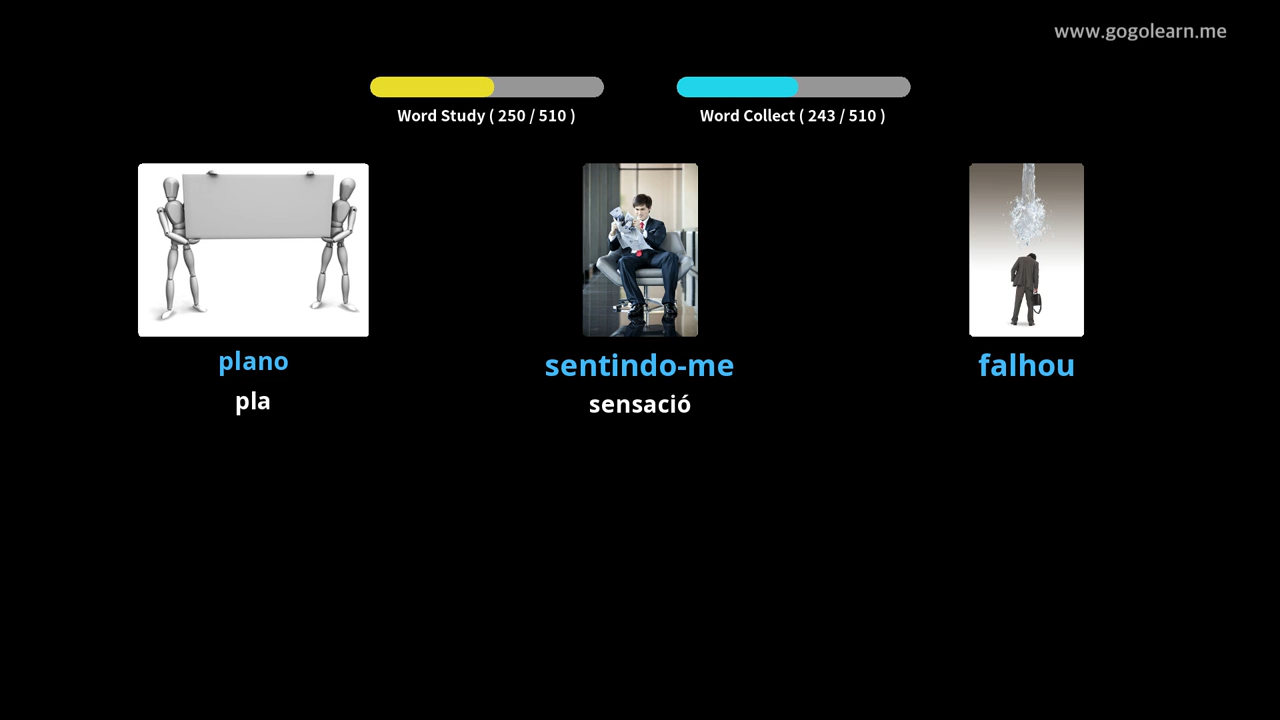 www.gogolearn.me
Word Study ( 250 / 510 )
Word Collect ( 243 / 510 )
plano
pla
sentindo-me
sensació
falhou